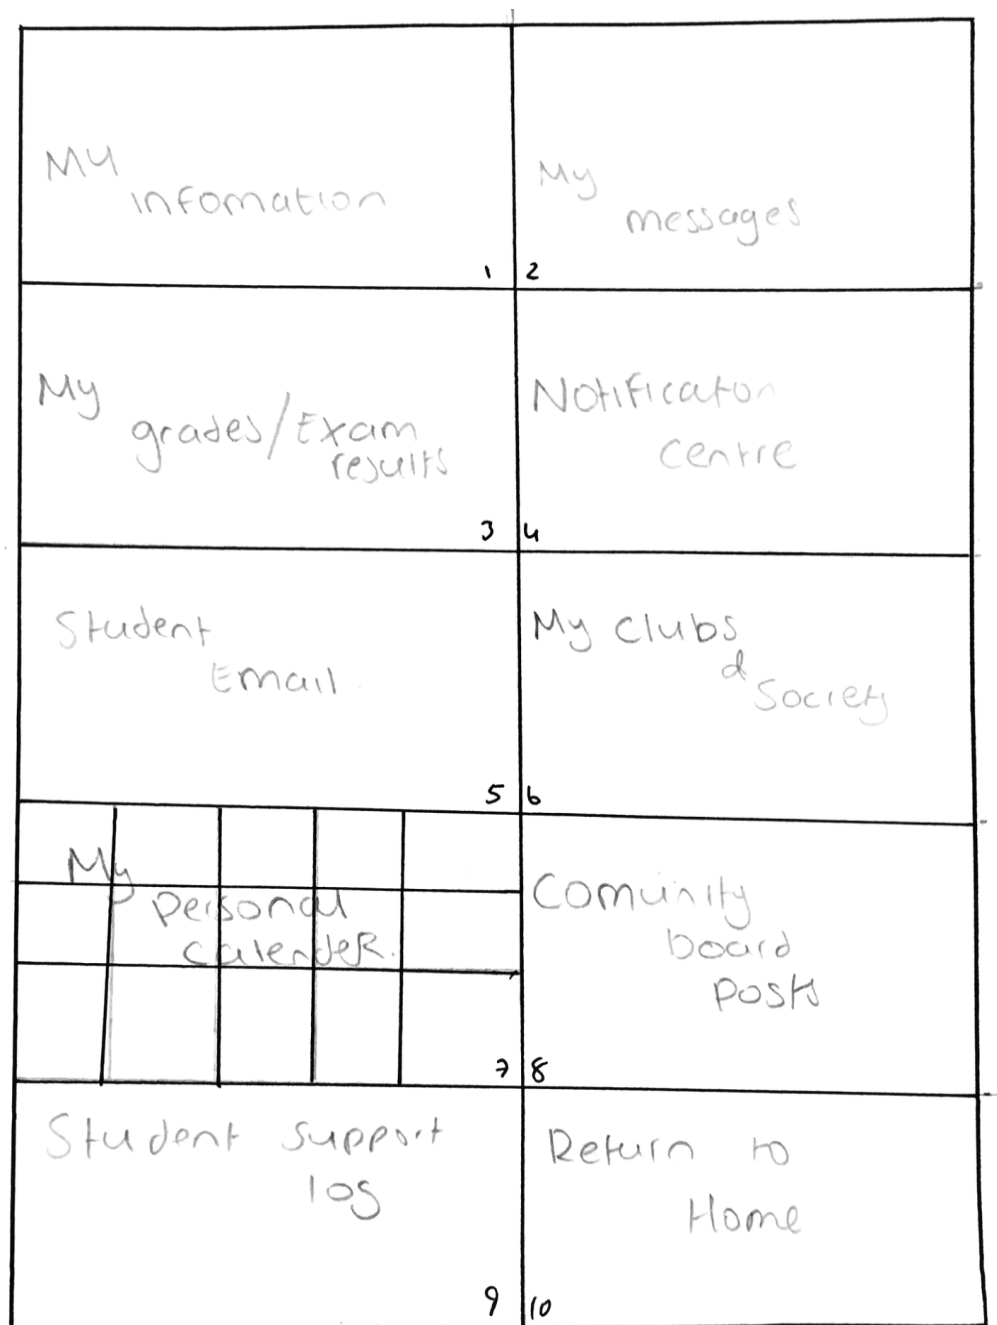 My
infomation
1
My
messages
2
My
grades/Exam
results
3
Notificaton
centre
4
Student
Email
5
My clubs
&
Society
6
My
personal
calender.
7
Comunity
board
posts
8
Student support
log
9
Return to
Home
10